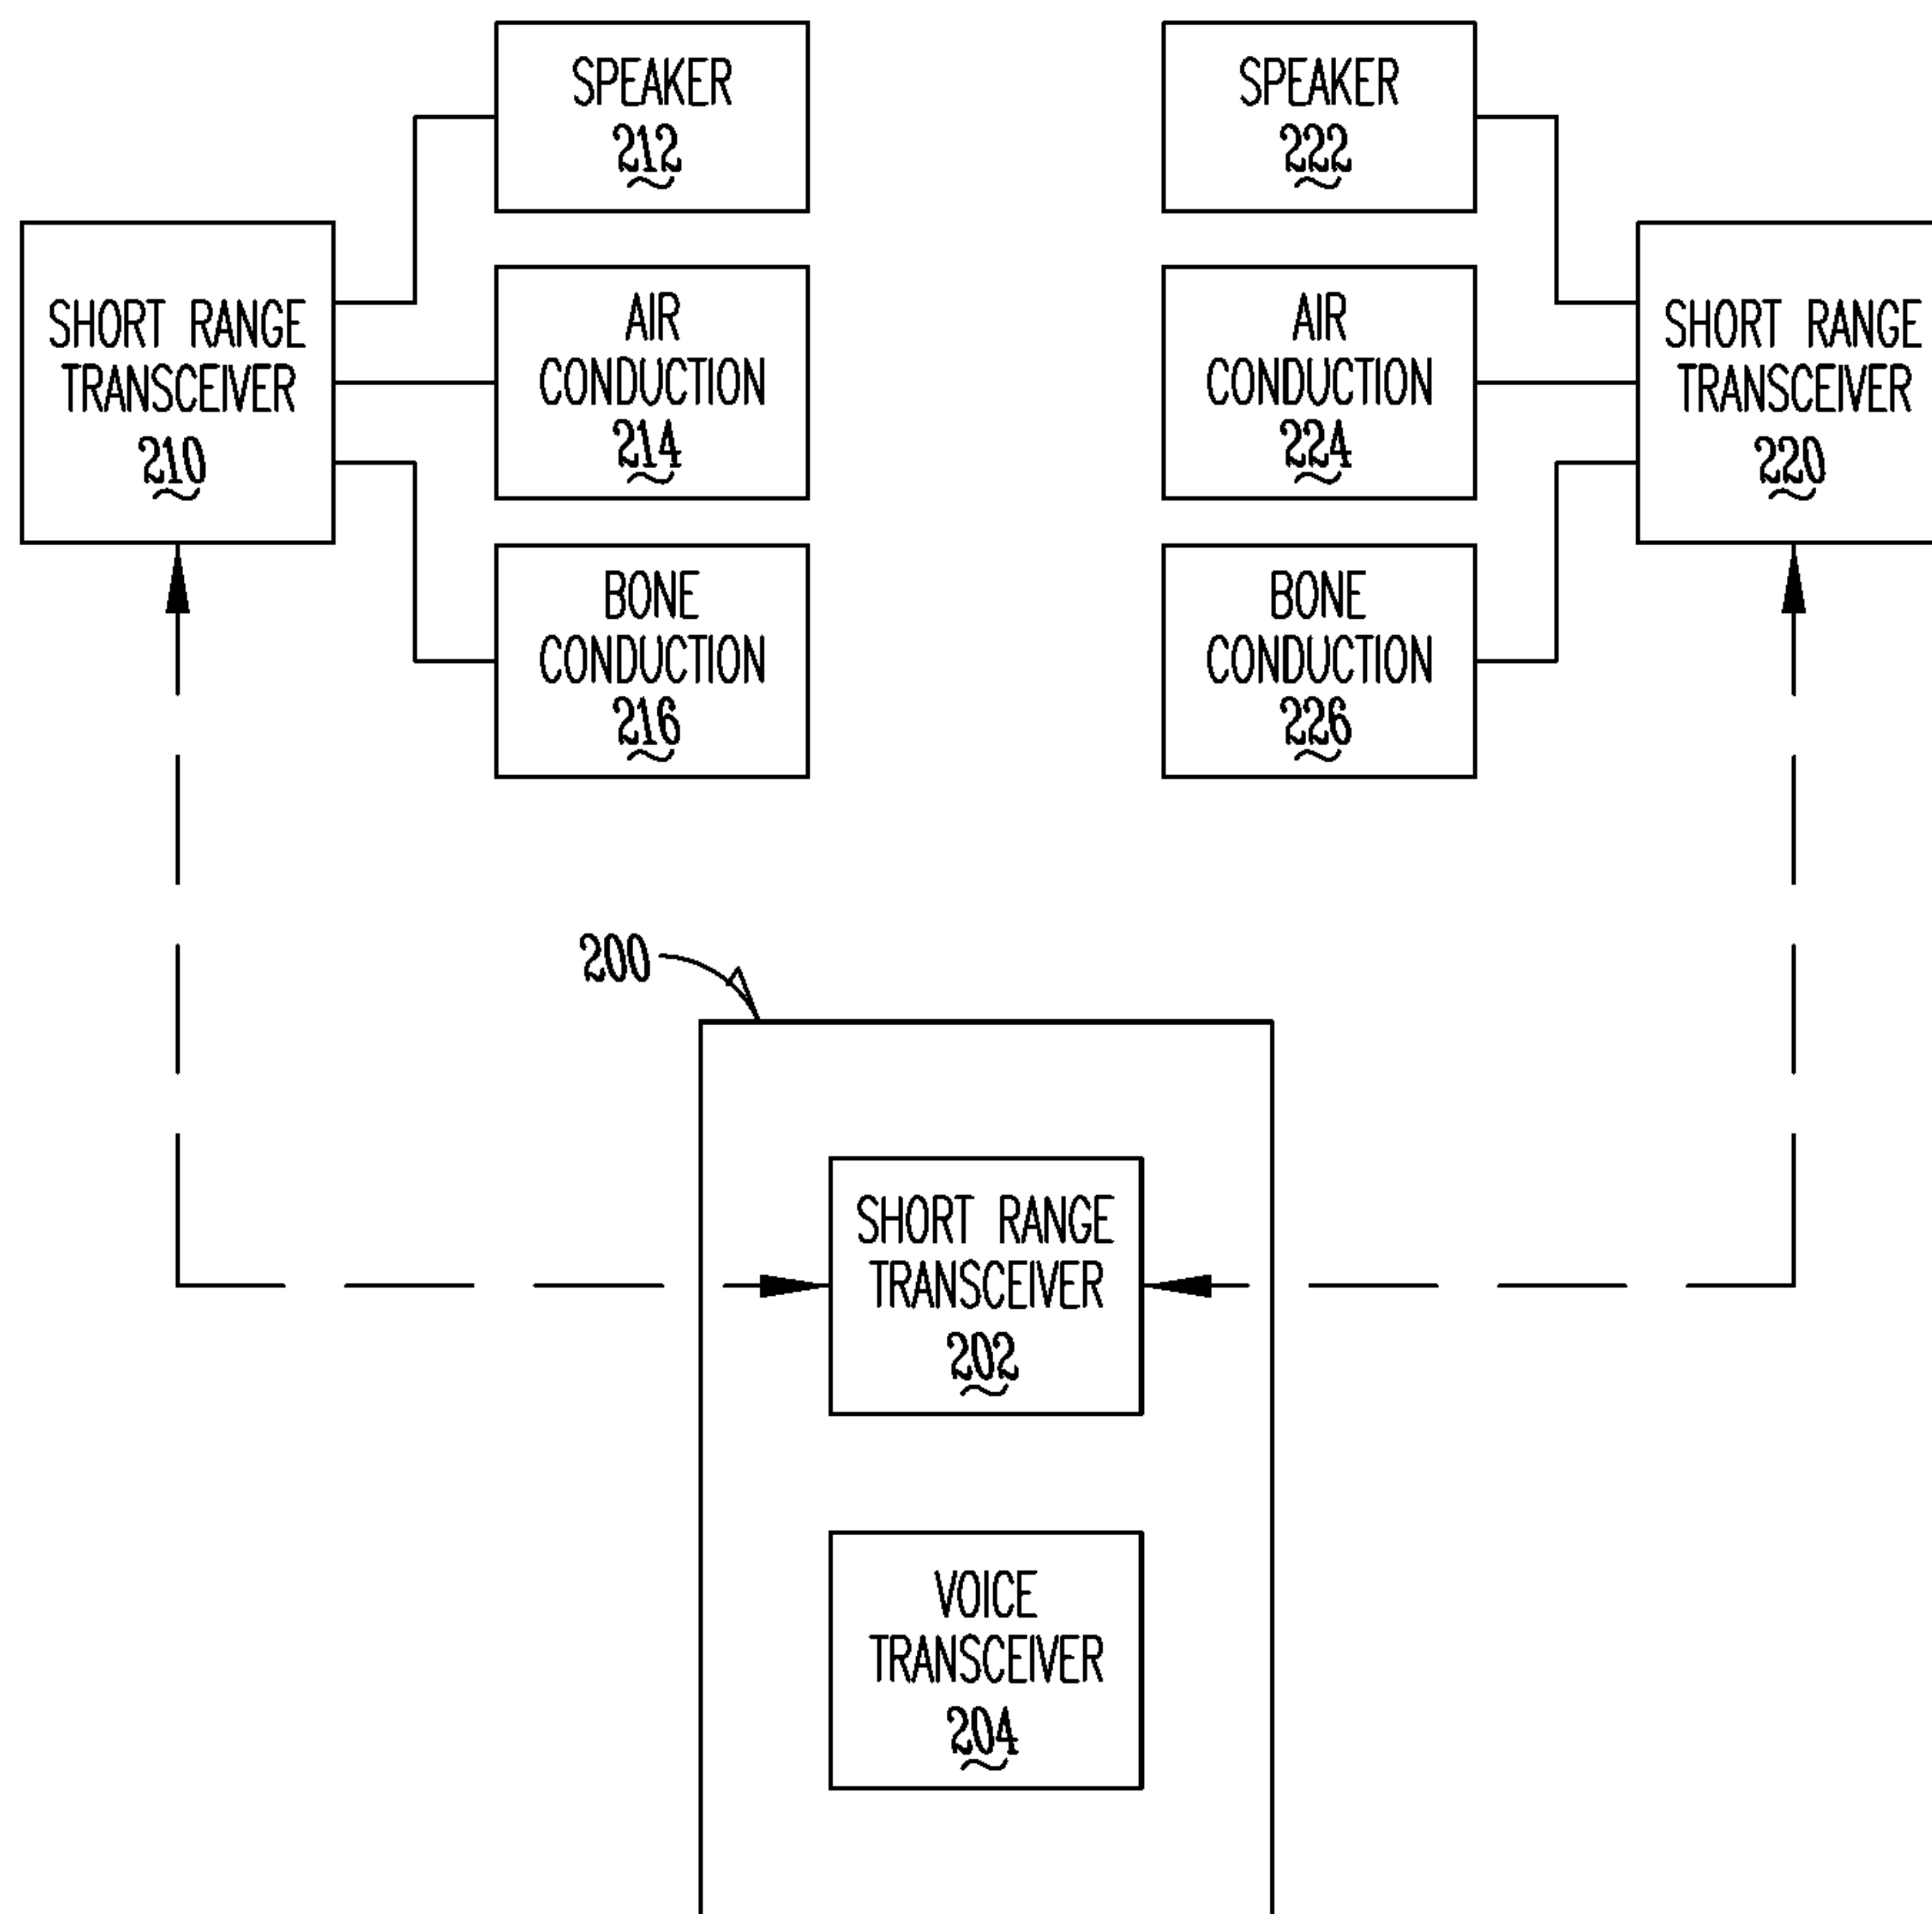 SPEAKER
212
SPEAKER
222
SHORT RANGE
TRANSCEIVER
210
AIR
CONDUCTION
214
AIR
CONDUCTION
224
SHORT RANGE
TRANSCEIVER
220
BONE
CONDUCTION
216
BONE
CONDUCTION
226
200
SHORT RANGE
TRANSCEIVER
202
VOICE
TRANSCEIVER
204